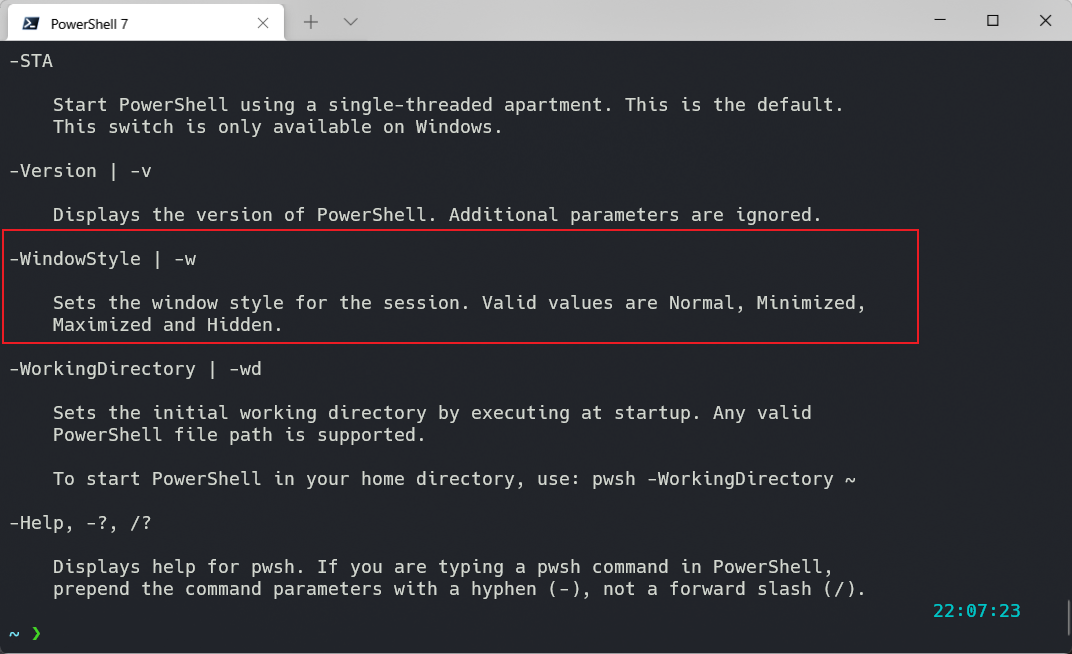 PowerShell 7
-STA
Start PowerShell using a single-threaded apartment. This is the default.
This switch is only available on Windows.
-Version | -v
Displays the version of PowerShell. Additional parameters are ignored.
-WindowStyle | -w
Sets the window style for the session. Valid values are Normal, Minimized,
Maximized and Hidden.
-WorkingDirectory | -wd
Sets the initial working directory by executing at startup. Any valid
PowerShell file path is supported.
To start PowerShell in your home directory, use: pwsh -WorkingDirectory ~
-Help, -?, /?
Displays help for pwsh. If you are typing a pwsh command in PowerShell,
prepend the command parameters with a hyphen (-), not a forward slash (/).
22:07:23
~ ❯